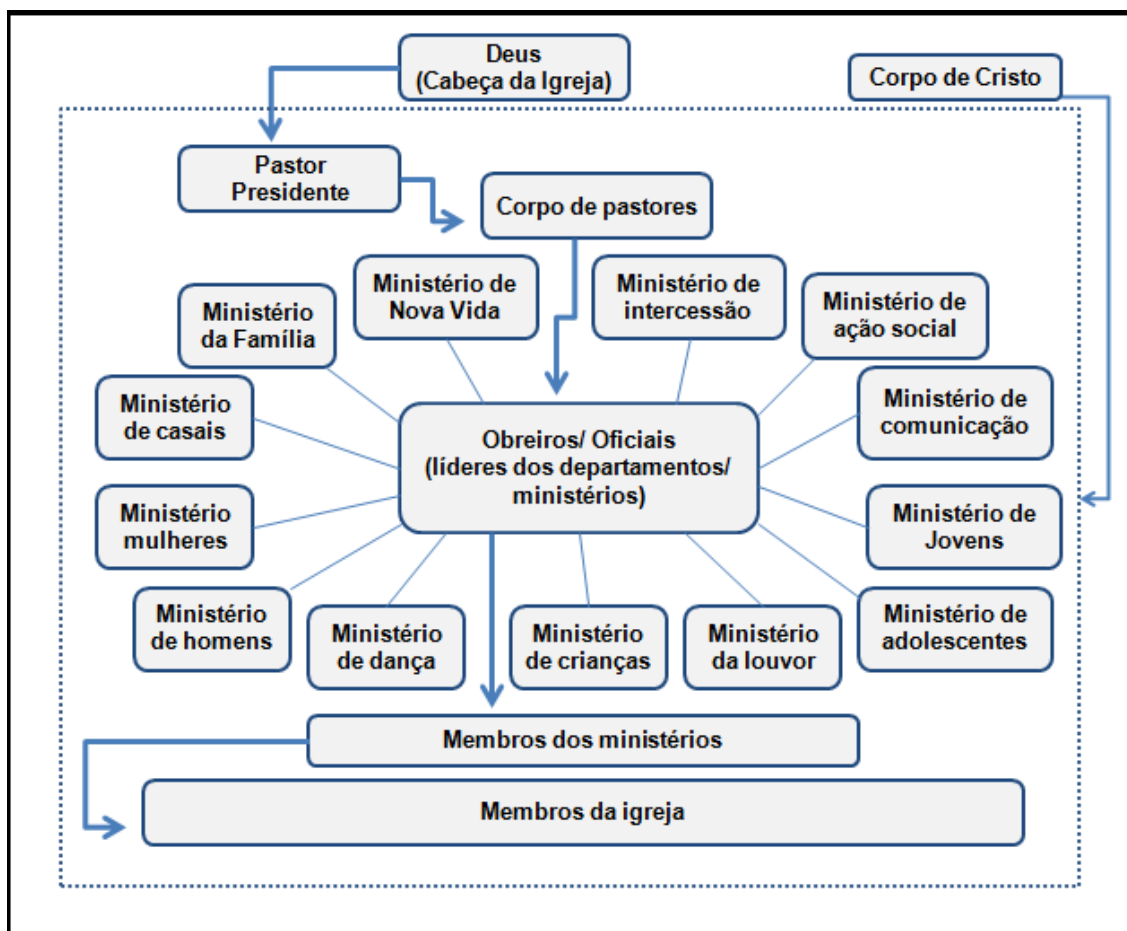 Deus
(Cabeça da Igreja)
Corpo de Cristo
Pastor
Presidente
Corpo de pastores
Ministério de
Nova Vida
Ministério de
intercessão
Ministério
da Família
Ministério de
ação social
Ministério
de casais
Ministério de
comunicação
Obreiros/ Oficiais
(líderes dos departamentos/
ministérios)
Ministério
mulheres
Ministério de
Jovens
Ministério
de homens
Ministério
de dança
Ministério
de crianças
Ministério
da louvor
Ministério de
adolescentes
Membros dos ministérios
Membros da igreja